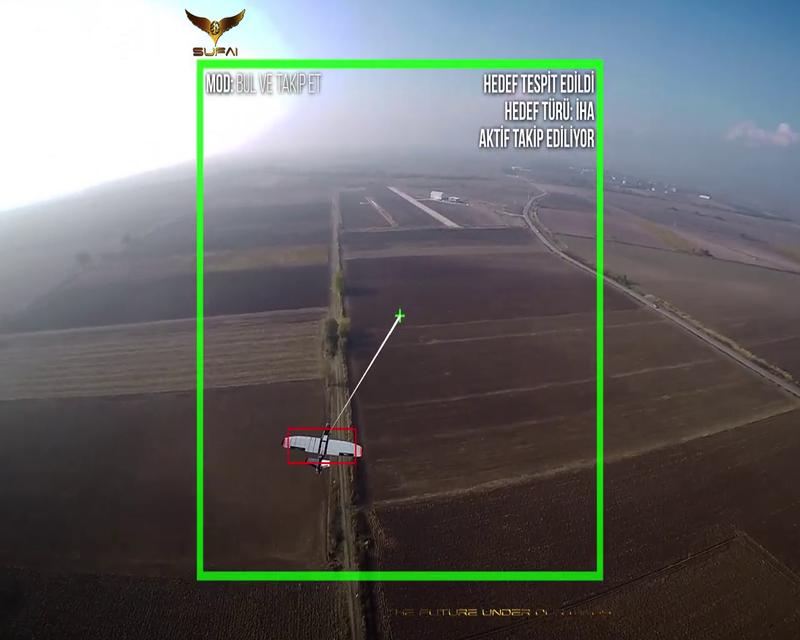 SUFAI
MOD: BUL VE TAKİP ET
HEDEF TESPİT EDİLDİ
HEDEF TÜRÜ: İHA
AKTİF TAKİP EDİLİYOR
THE FUTURE UNDER